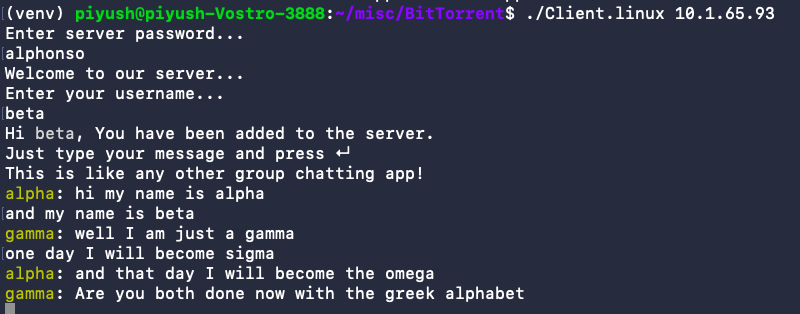 (venv) piyush@piyush-Vostro-3888:~/misc/BitTorrent$ ./Client.linux 10.1.65.93
Enter server password...
alphonso
Welcome to our server...
Enter your username...
beta
Hi beta, You have been added to the server.
Just type your message and press ↵
This is like any other group chatting app!
alpha: hi my name is alpha
and my name is beta
gamma: well I am just a gamma
one day I will become sigma
alpha: and that day I will become the omega
gamma: Are you both done now with the greek alphabet